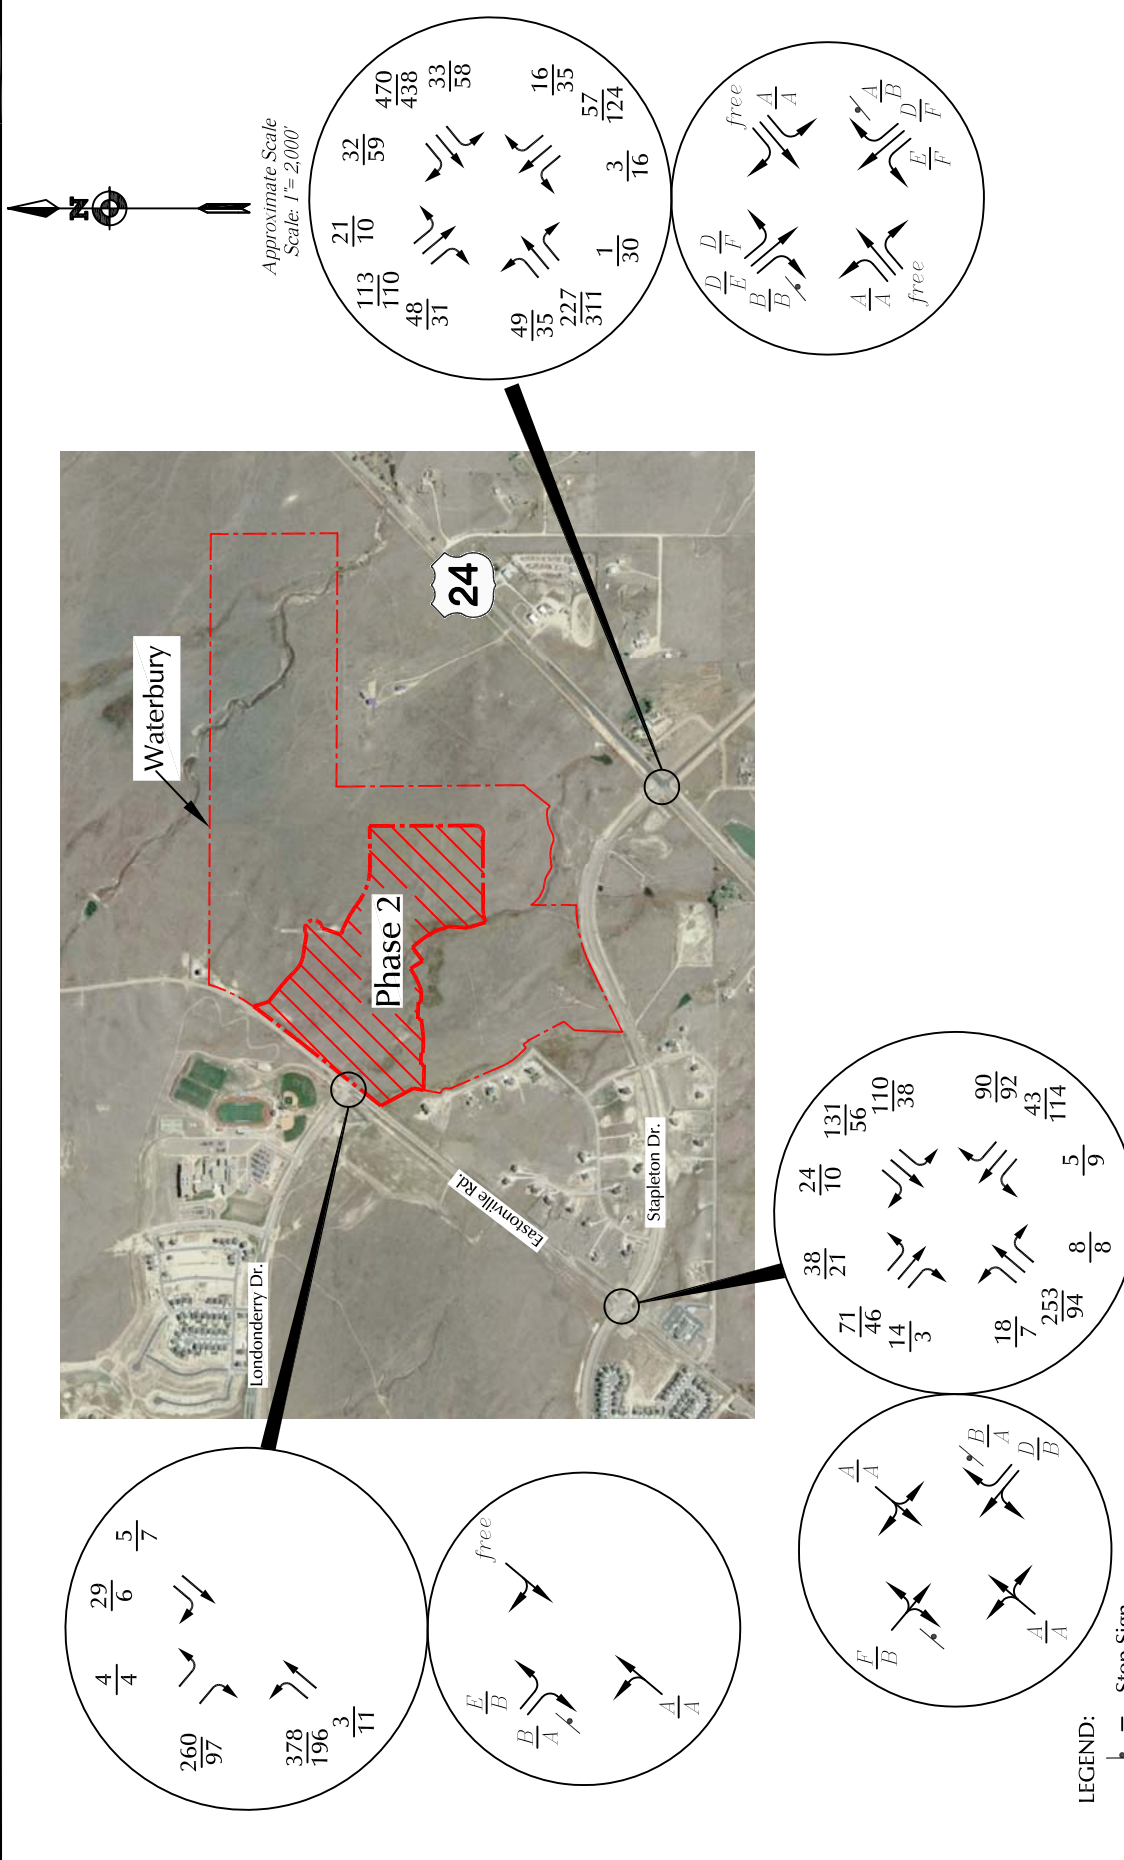 N
Approximate Scale
Scale: 1"= 2,000'
470
438
33
58
32
59
21
10
113
110
48
31
16
35
57
124
3
16
1
30
49
35
227
311
free
A
A
A
B
D
F
E
F
D
F
D
E
B
B
A
A
free
Waterbury
24
Phase 2
Londonderry Dr.
Eastonville Rd.
Stapleton Dr.
5
7
29
6
4
4
260
97
378
196
3
11
free
E
B
B
A
A
A
110
38
131
56
24
10
38
21
71
46
14
3
90
92
43
114
5
9
8
8
253
94
18
7
A
A
B
A
D
B
F
B
A
A
LEGEND:
= Stop Sign